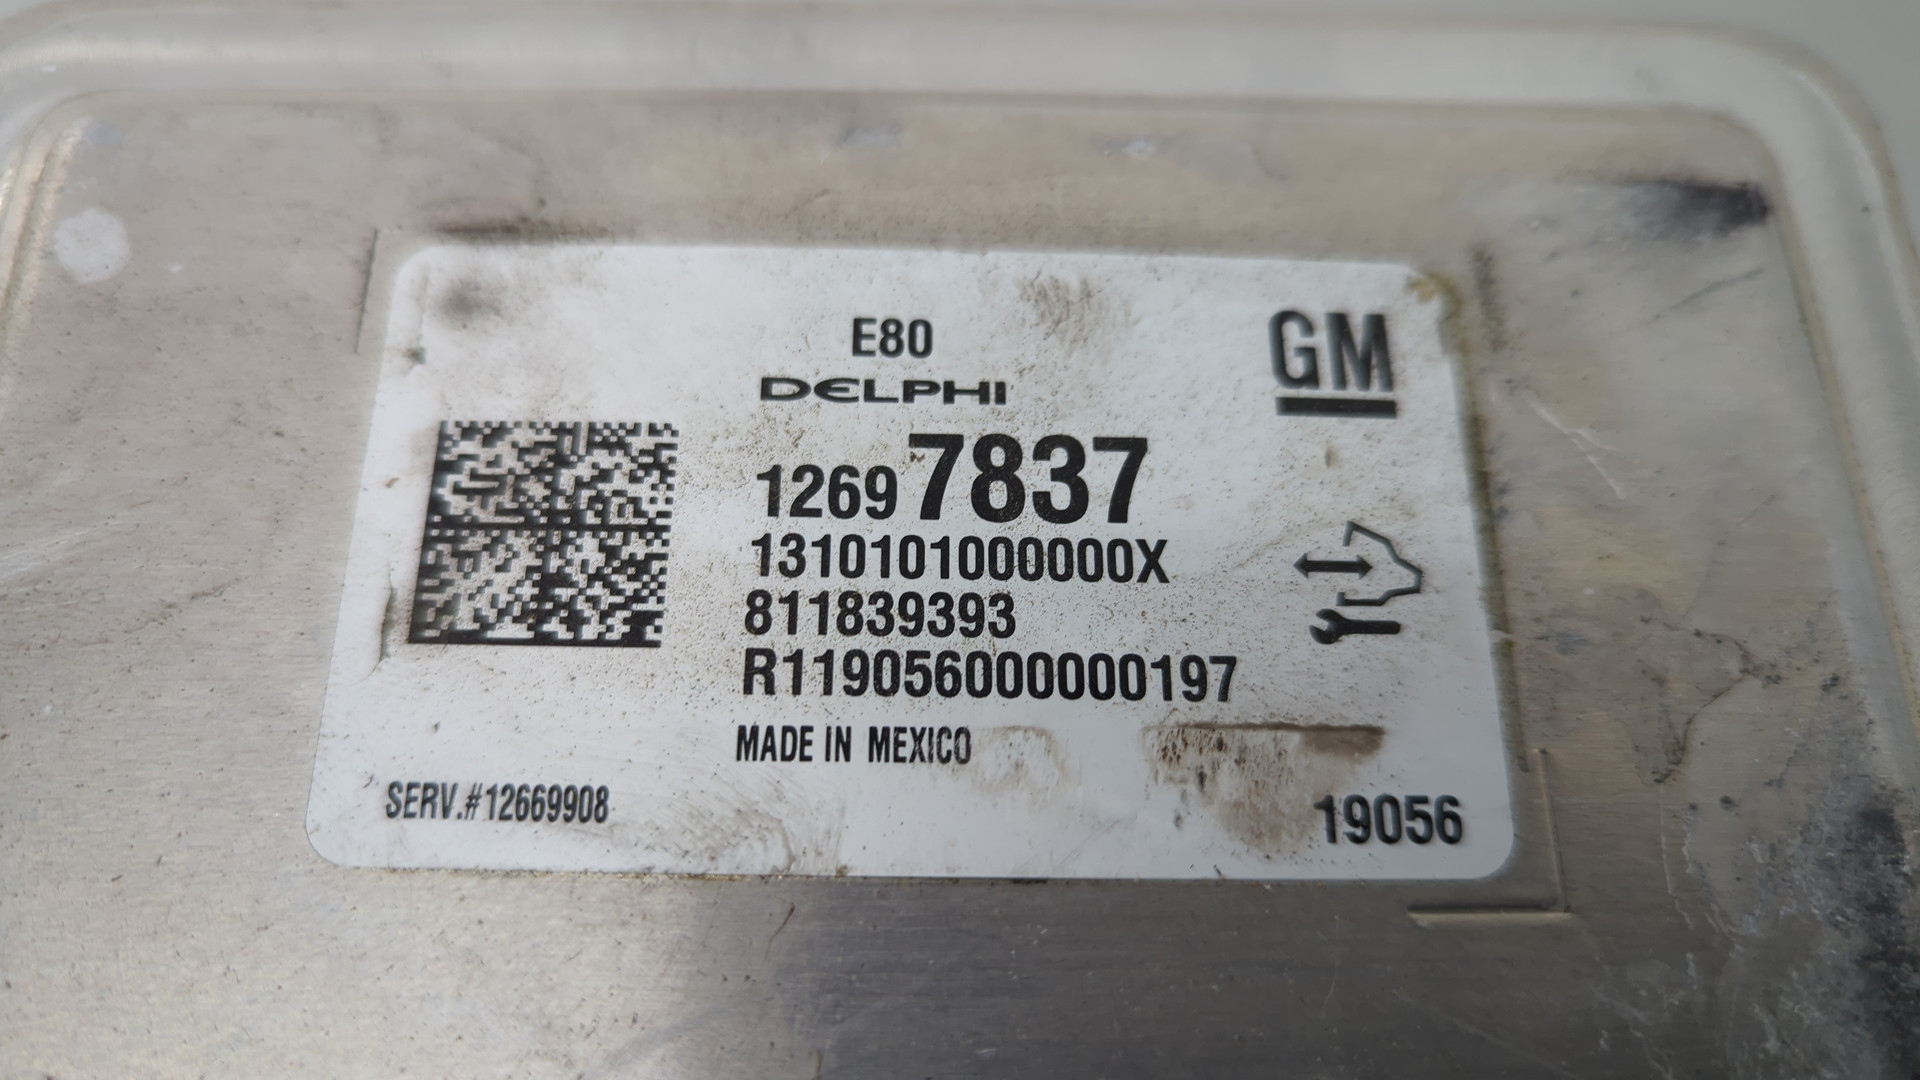 E80
DELPHI
GM
12697837
1310101000000X
811839393
R119056000000197
MADE IN MEXICO
SERV.#12669908
19056